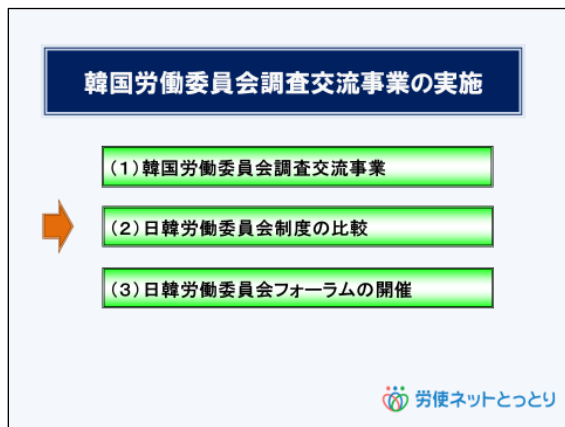 韓国労働委員会調査交流事業の実施
(1)韓国労働委員会調査交流事業
(2)日韓労働委員会制度の比較
(3)日韓労働委員会フォーラムの開催
労使ネットとっとり